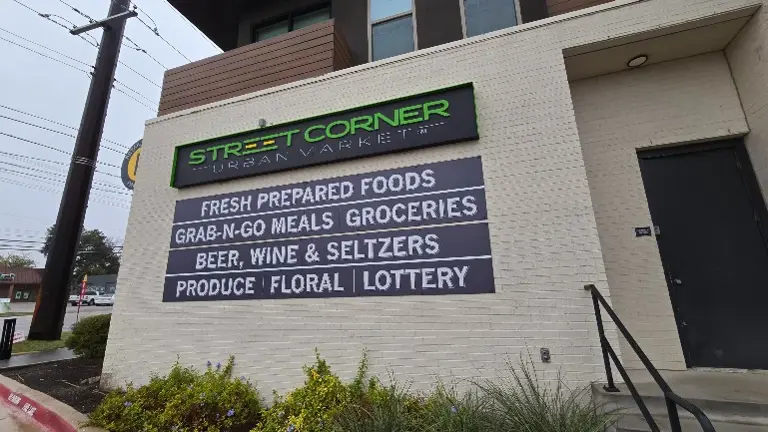 STREET CORNER
URBAN MARKET
FRESH PREPARED FOODS
GRAB-N-GO MEALS | GROCERIES
BEER, WINE & SELTZERS
PRODUCE | FLORAL | LOTTERY